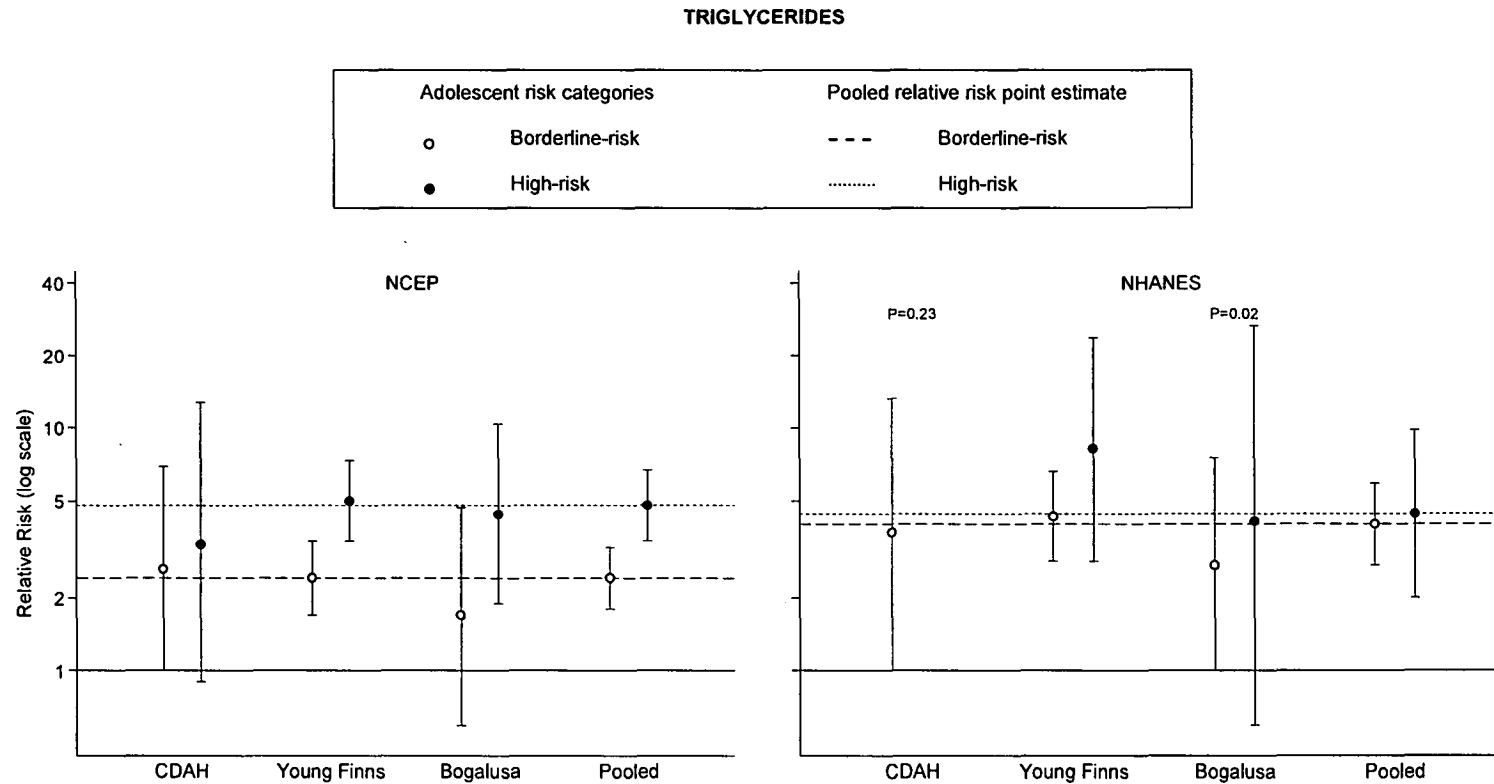 TRIGLYCERIDES
Adolescent risk categories
Pooled relative risk point estimate
Borderline-risk
Borderline-risk
High-risk
High-risk
NCEP
NHANES
P=0.23
P=0.02
40
20
10
5
2
1
Relative Risk (log scale)
CDAH Young Finns Bogalusa Pooled
CDAH Young Finns Bogalusa Pooled